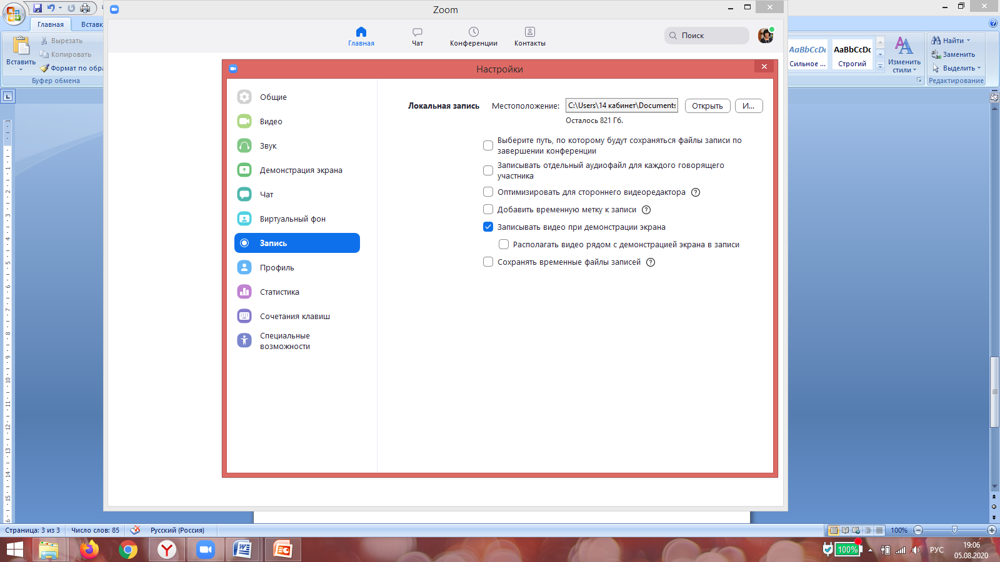 Zoom
Главная
Вставк
Вырезать
Копировать
Формат по обра
Вставить
Буфер обмена
Главная
Чат
Конференции
Контакты
Поиск
AaBbCcDc
AaBbCcDc
Сильное ...
Строгий
Изменить
стили
Найти
Заменить
Выделить
Редактирование
Настройки
Общие
Видео
Звук
Демонстрация экрана
Чат
Виртуальный фон
Запись
Профиль
Статистика
Сочетания клавиш
Специальные
возможности
Локальная запись
Местоположение:
C:\Users\14 кабинет\Documents
Открыть
И...
Осталось 821 Гб.
Выберите путь, по которому будут сохраняться файлы записи по
завершении конференции
Записывать отдельный аудиофайл для каждого говорящего
участника
Оптимизировать для стороннего видеоредактора
Добавить временную метку к записи
Записывать видео при демонстрации экрана
Располагать видео рядом с демонстрацией экрана в записи
Сохранять временные файлы записей
Страница: 3 из 3
Число слов: 85
Русский (Россия)
100%
100%
РУС
19:06
05.08.2020